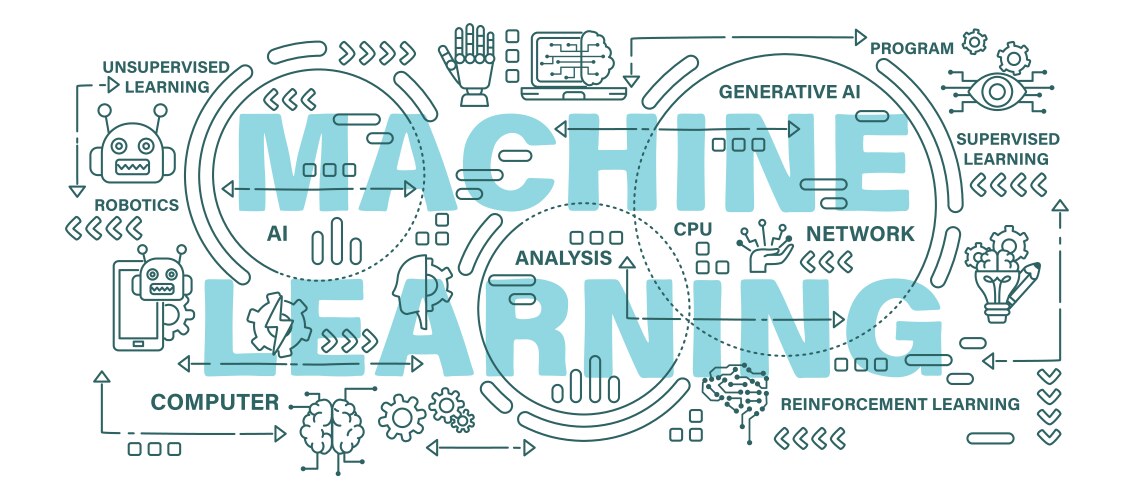 MACHINE
LEARNING
UNSUPERVISED
LEARNING
ROBOTICS
AI
PROGRAM
GENERATIVE AI
SUPERVISED
LEARNING
CPU
NETWORK
ANALYSIS
COMPUTER
REINFORCEMENT LEARNING